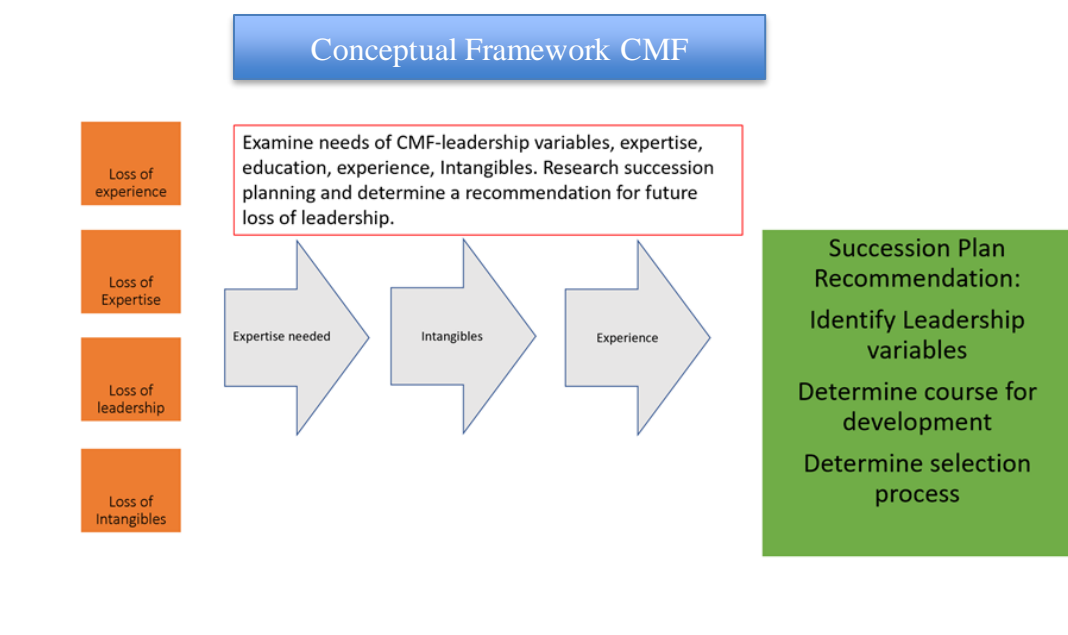 Conceptual Framework CMF
Loss of
experience
Loss of
Expertise
Loss of
leadership
Loss of
Intangibles
Examine needs of CMF-leadership variables, expertise,
education, experience, Intangibles. Research succession
planning and determine a recommendation for future
loss of leadership.
Expertise needed
Intangibles
Experience
Succession Plan
Recommendation:
Identify Leadership
variables
Determine course for
development
Determine selection
process